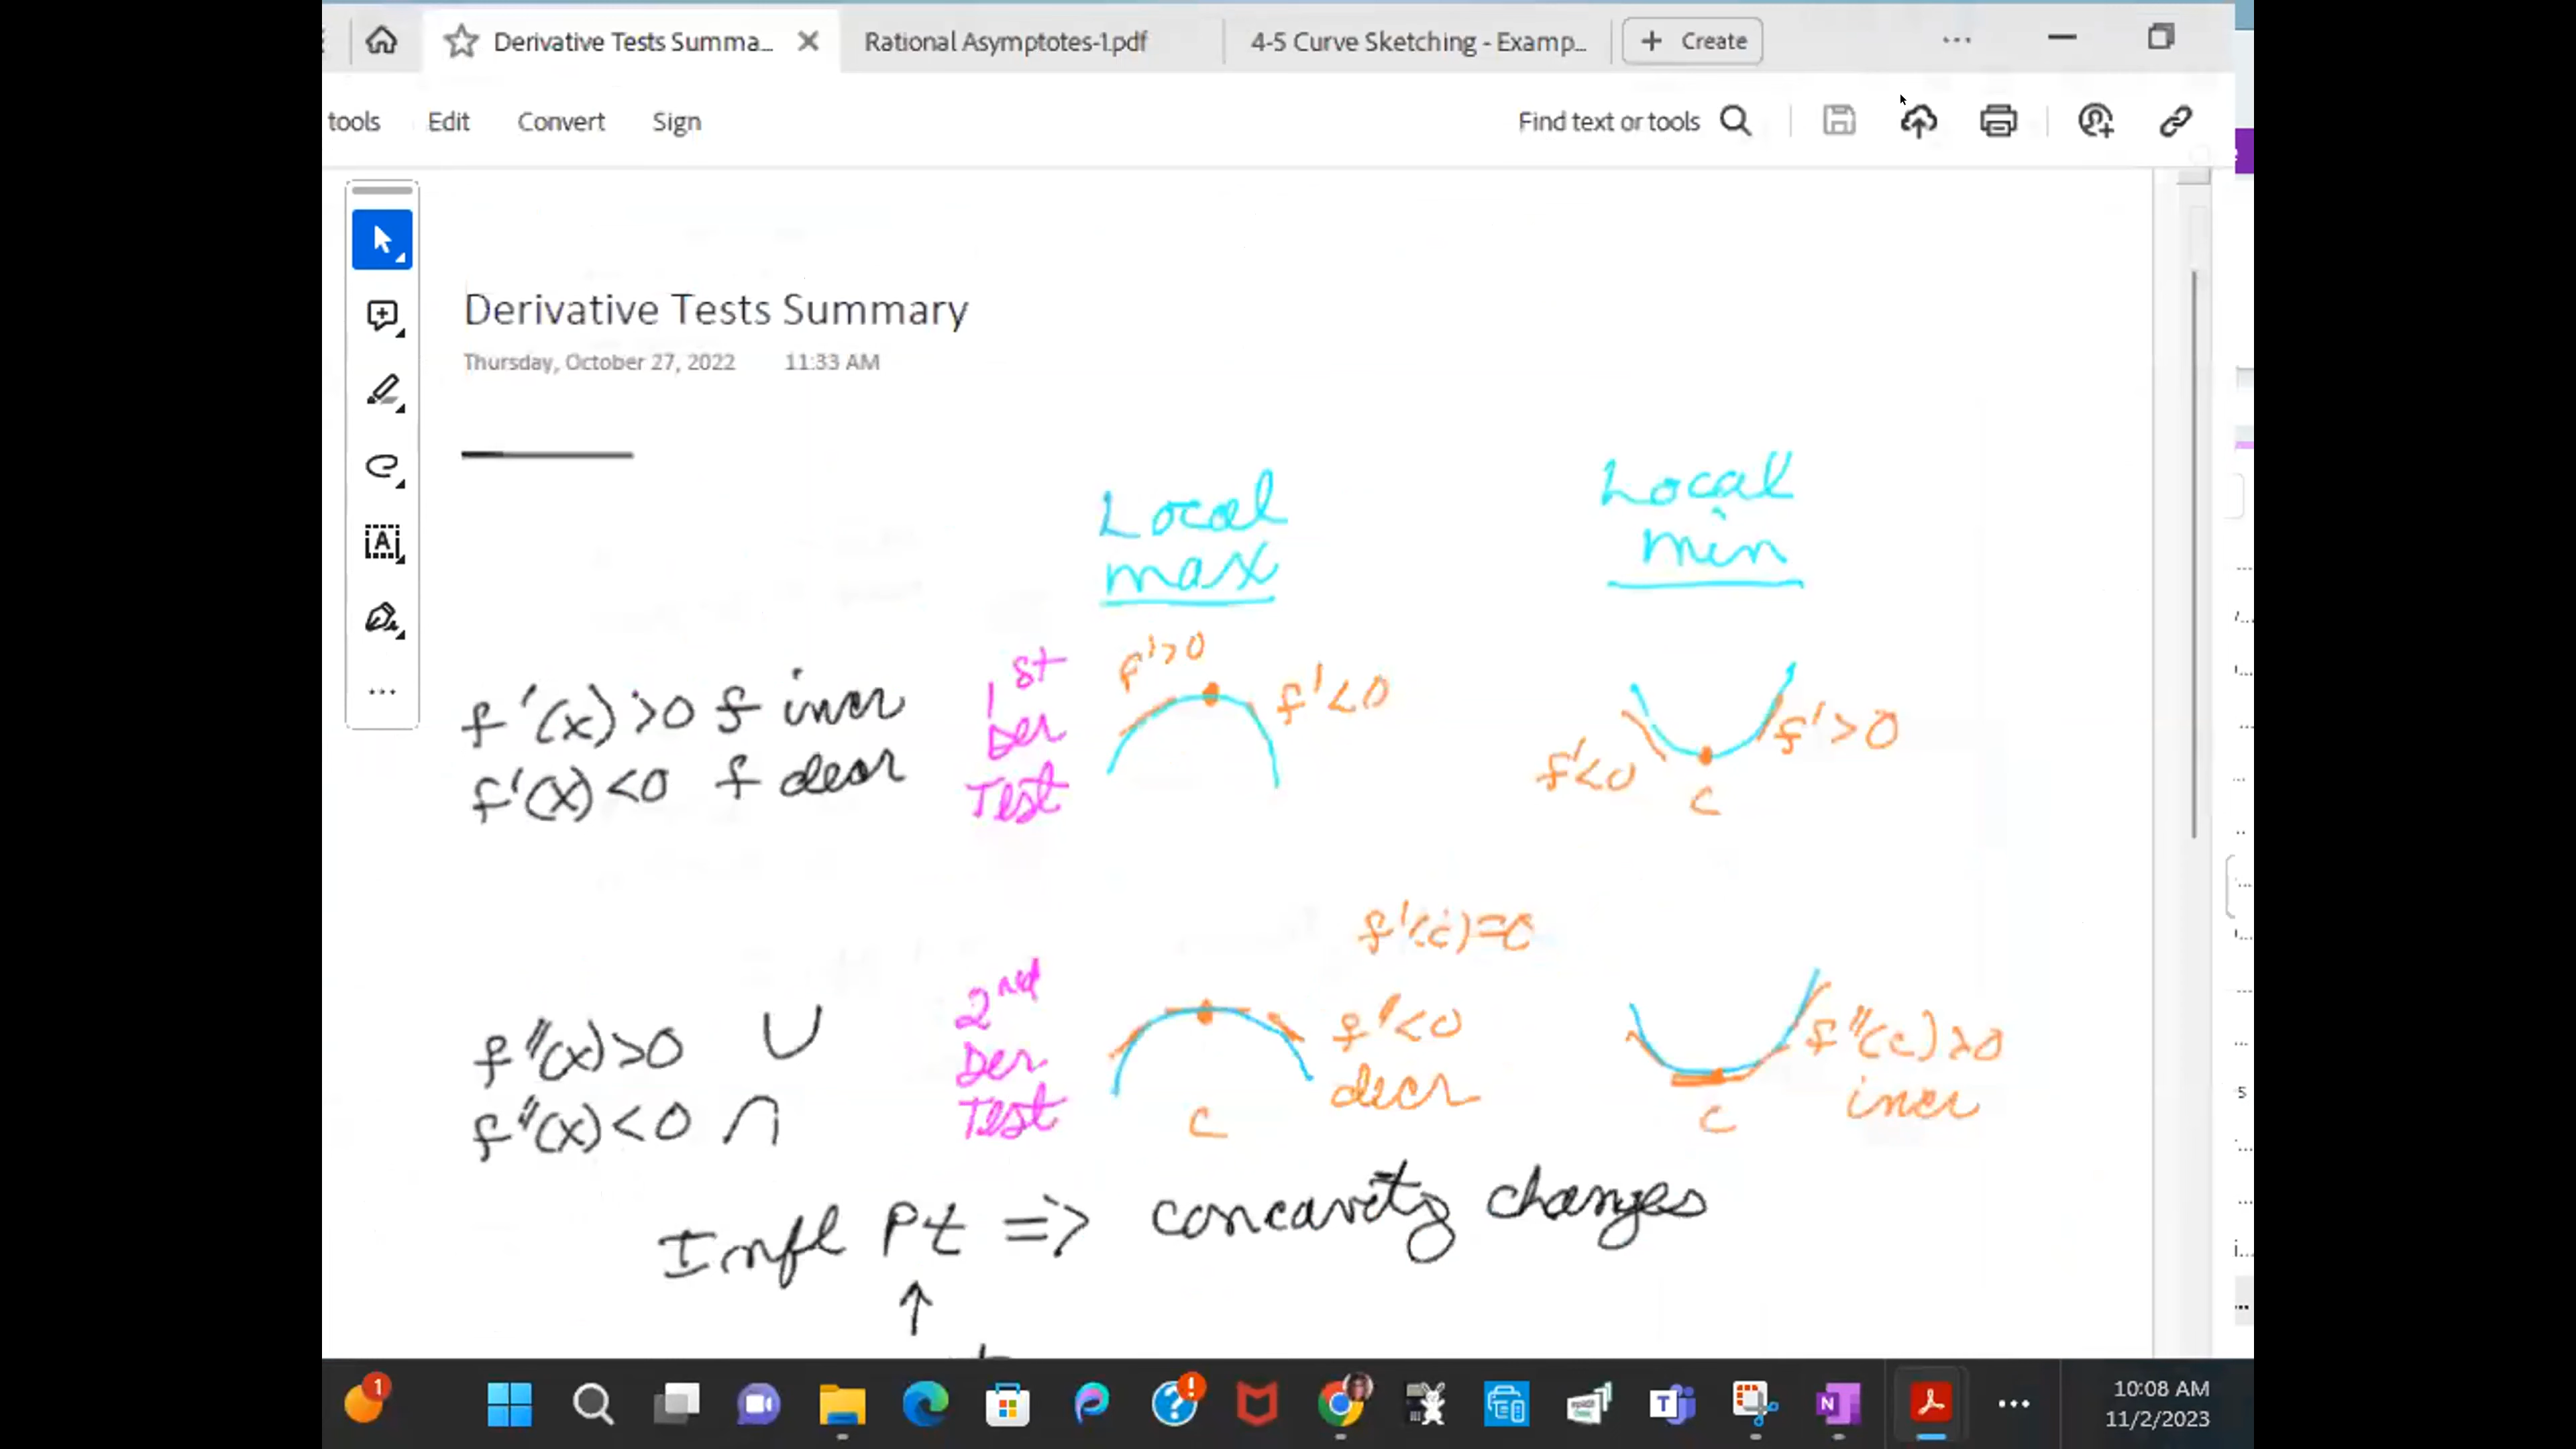 Derivative Tests Summa...
Rational Asymptotes-1.pdf
4-5 Curve Sketching - Examp...
+ Create
tools Edit Convert Sign
Find text or tools
Derivative Tests Summary
Thursday, October 27, 2022 11:33 AM
Local max
Local min
f'(x)>0 f incr
f'(x)<0 f decr
1st Der Test
f'>0
f'<0
f'<0
f'>0
c
f'(c)=0
f''(x)>0 ∪
f''(x)<0 ∩
2nd Der. Test
f'<0
decr
c
f''(c)>0
incr
c
Infl Pt => concavity changes
↑
1
10:08 AM
11/2/2023